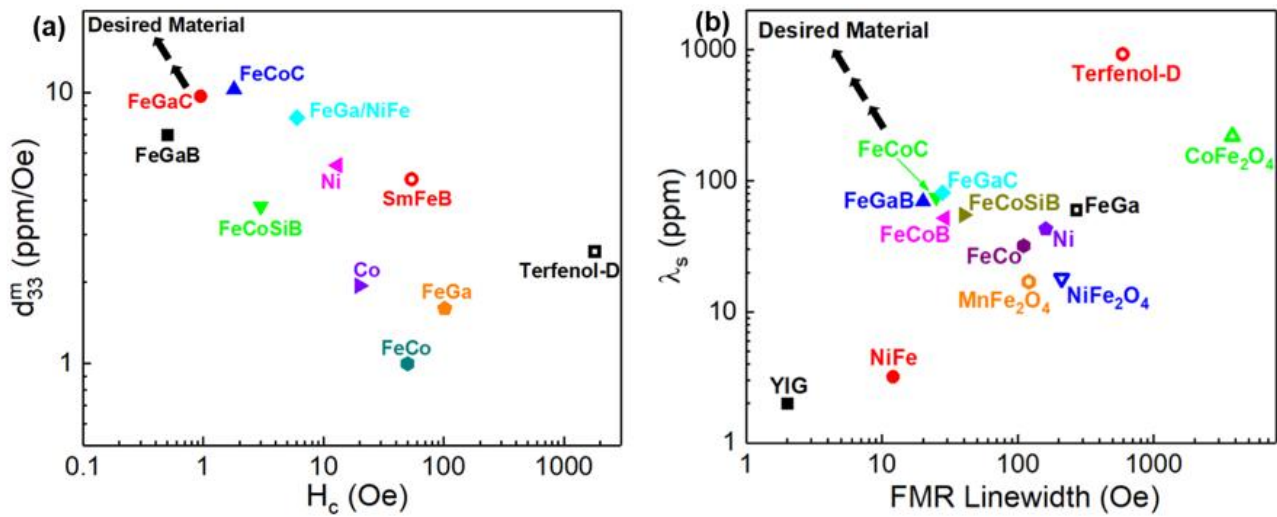 (a)
Desired Material
FeCoC
FeGaC
FeGa/NiFe
FeGaB
Ni
SmFeB
FeCoSiB
Terfenol-D
Co
FeGa
FeCo
10
1
d₃₃ᵐ (ppm/Oe)
0.1 1 10 100 1000
H_c (Oe)
(b)
Desired Material
Terfenol-D
FeCoC
CoFe₂O₄
FeGaC
FeGaB
FeCoSiB
FeGa
FeCoB
Ni
FeCo
MnFe₂O₄
NiFe₂O₄
NiFe
YIG
1000
100
10
1
λₛ (ppm)
1 10 100 1000
FMR Linewidth (Oe)